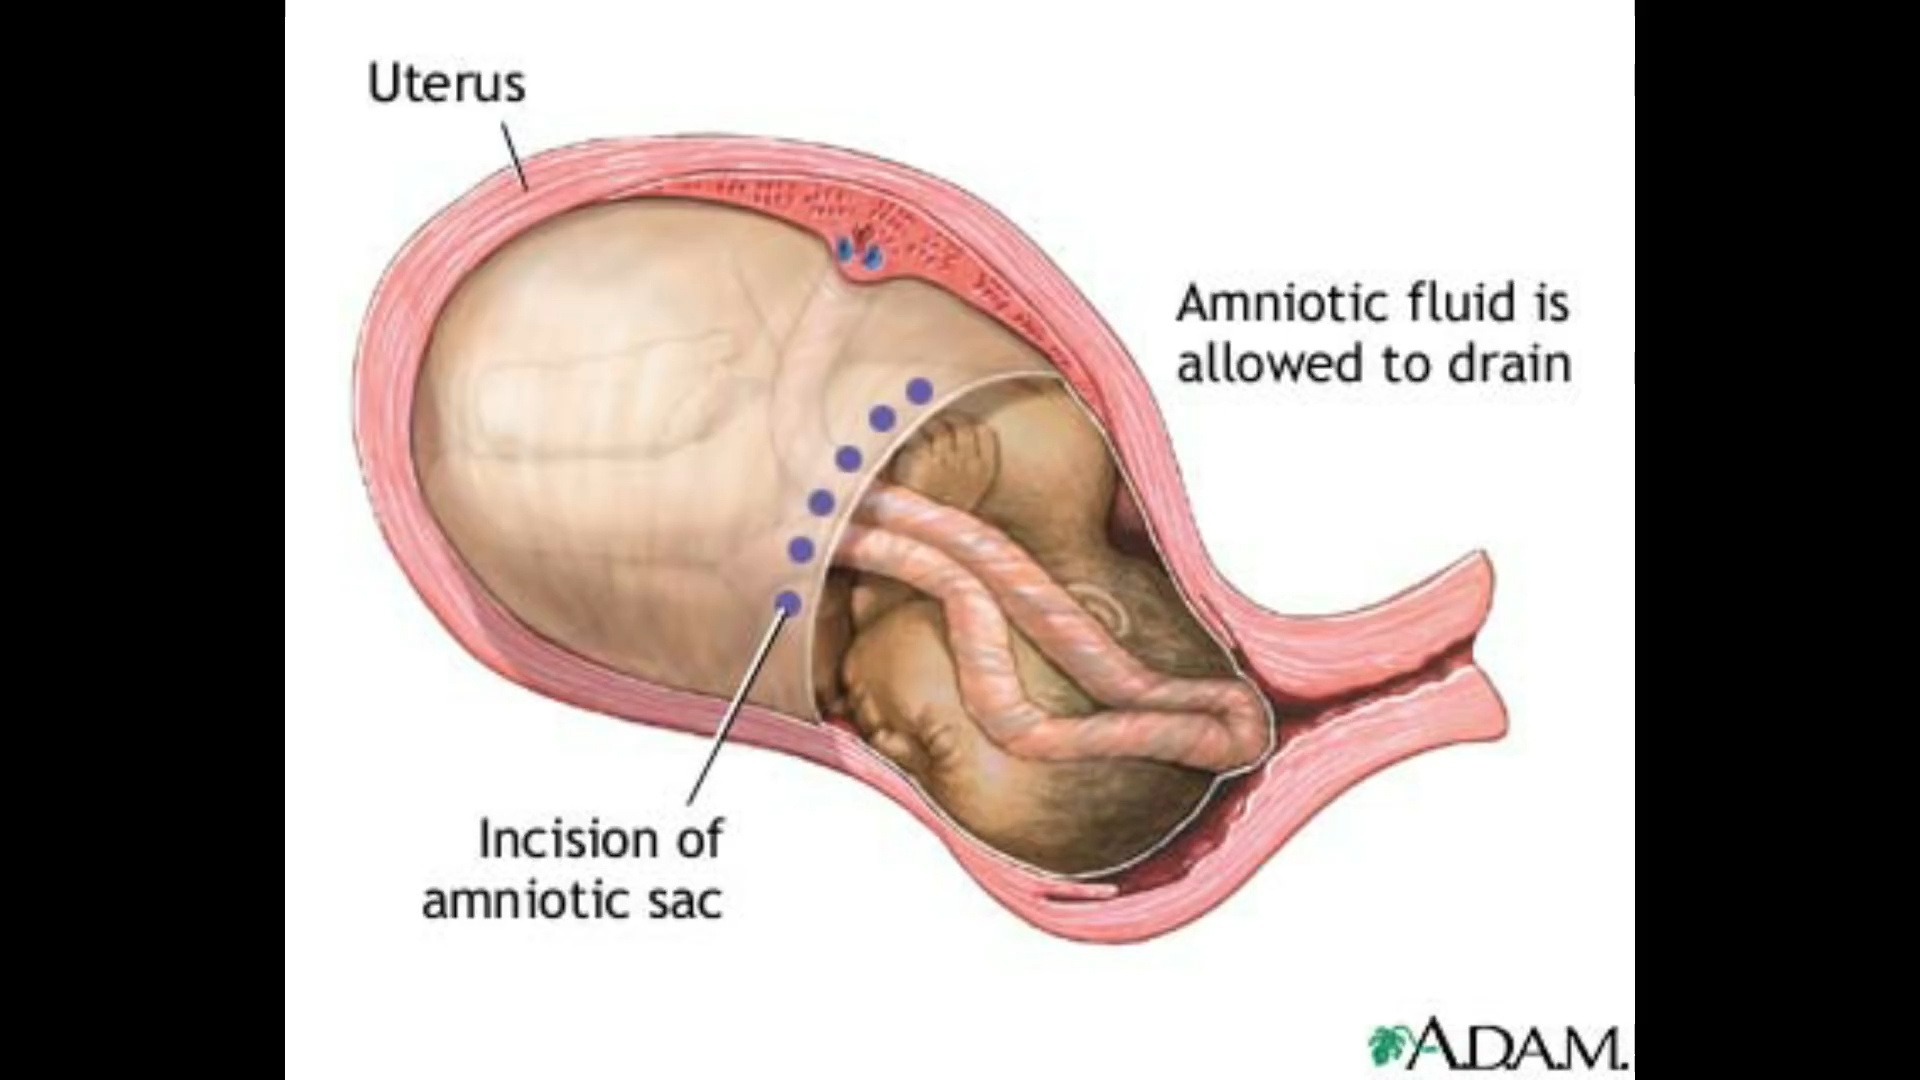 Uterus
Amniotic fluid is
allowed to drain
Incision of
amniotic sac
A.D.A.M.